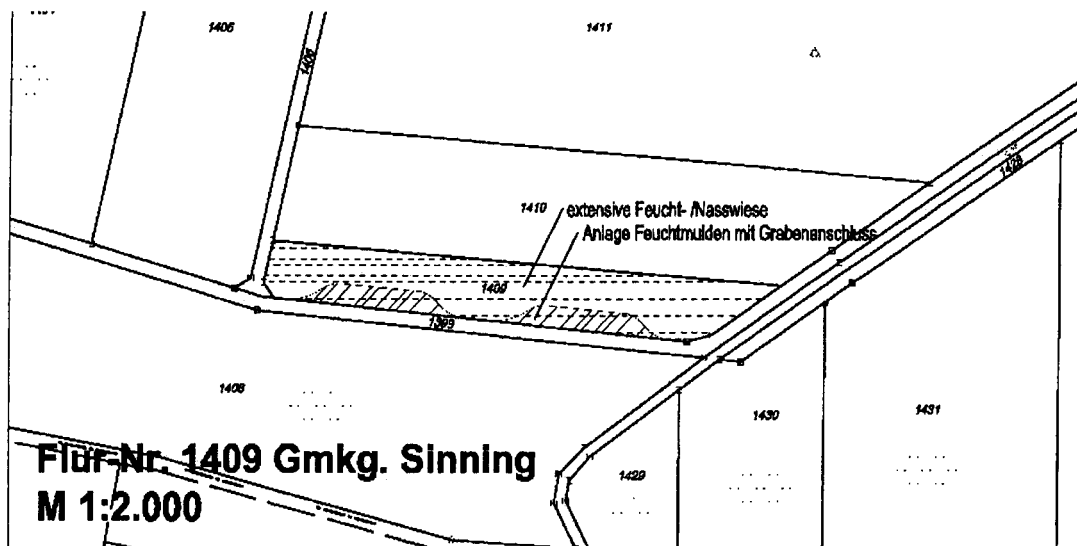 1406
1411
1400
1428
1410
extensive Feucht- /Nasswiese
Anlage Feuchtmulden mit Grabenanschluss
1409
1399
1408
1430
1431
1429
Flur-Nr. 1409 Gmkg. Sinning
M 1:2.000